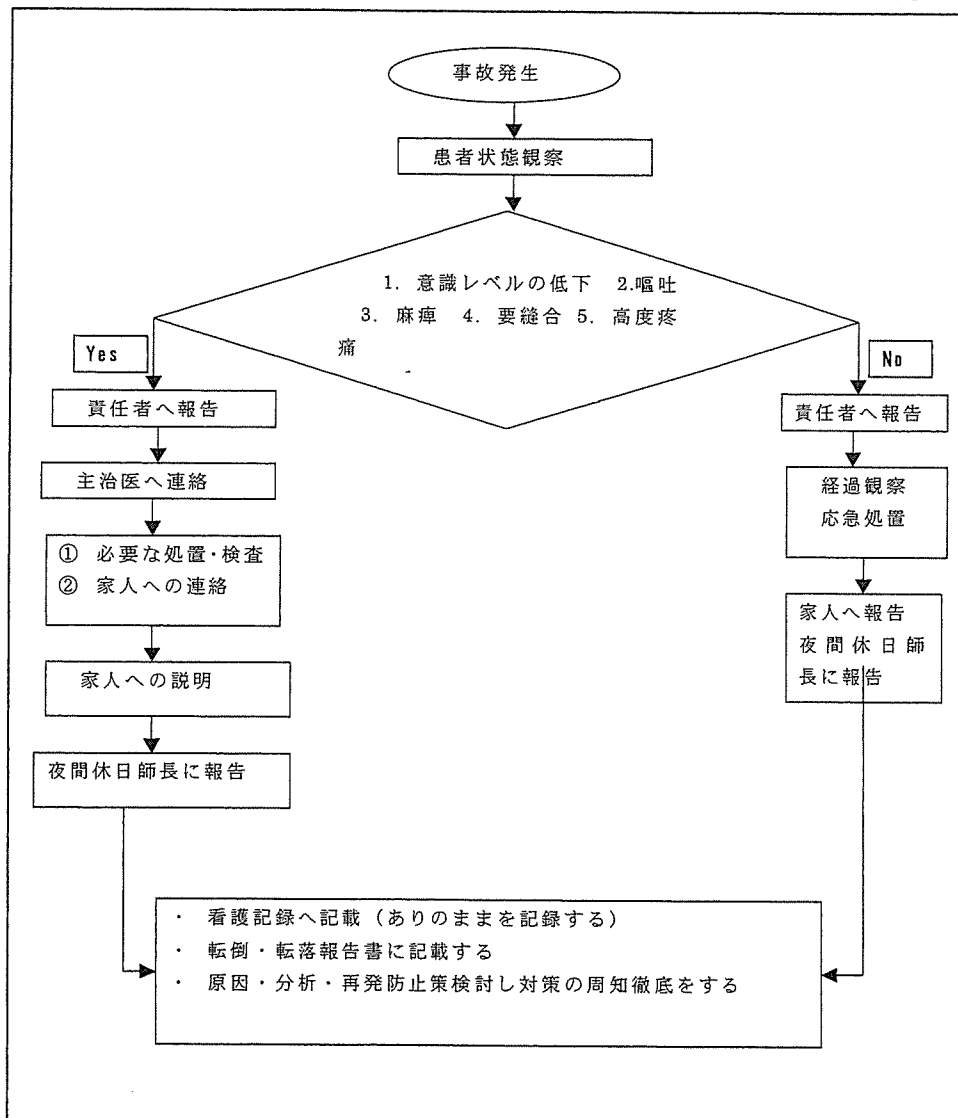 事故発生
患者状態観察
1. 意識レベルの低下 2.嘔吐
3. 麻痺 4. 要縫合 5. 高度疼
痛
Yes
No
責任者へ報告
主治医へ連絡
① 必要な処置・検査
② 家人への連絡
家人への説明
夜間休日師長に報告
責任者へ報告
経過観察
応急処置
家人へ報告
夜間休日師
長に報告
・ 看護記録へ記載(ありのままを記録する)
・ 転倒・転落報告書に記載する
・ 原因・分析・再発防止策検討し対策の周知徹底をする